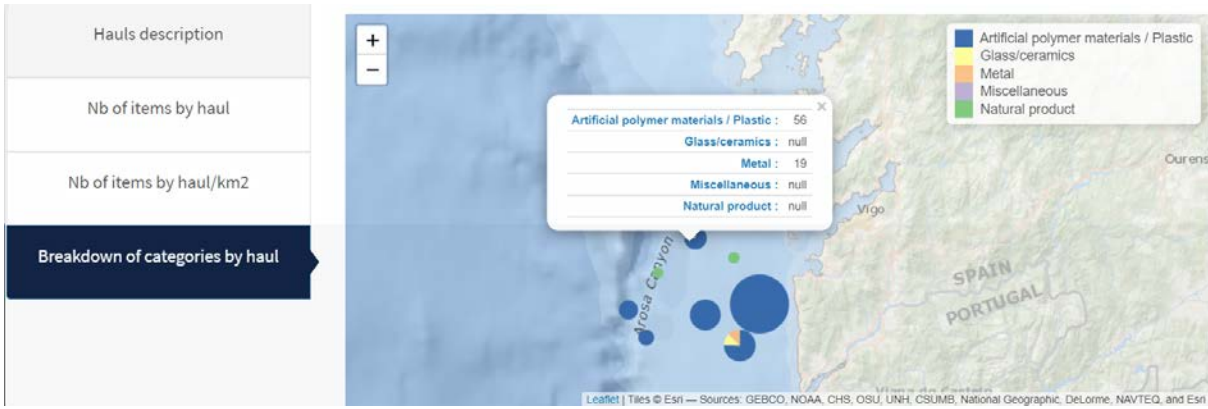 Hauls description
Nb of items by haul
Nb of items by haul/km2
Breakdown of categories by haul
+
−
Artificial polymer materials / Plastic
Glass/ceramics
Metal
Miscellaneous
Natural product
×
Artificial polymer materials / Plastic : 56
Glass/ceramics : null
Metal : 19
Miscellaneous : null
Natural product : null
Ourens
Vigo
Arosa Canyon
SPAIN
PORTUGAL
Viana do Castelo
Leaflet | Tiles © Esri — Sources: GEBCO, NOAA, CHS, OSU, UNH, CSUMB, National Geographic, DeLorme, NAVTEQ, and Esri